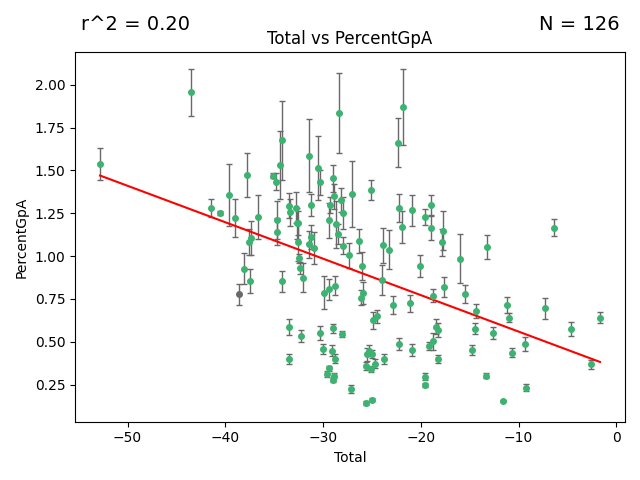 r^2 = 0.20
N = 126
Total vs PercentGpA
2.00
1.75
1.50
1.25
1.00
0.75
0.50
0.25
PercentGpA
−50
−40
−30
−20
−10
0
Total